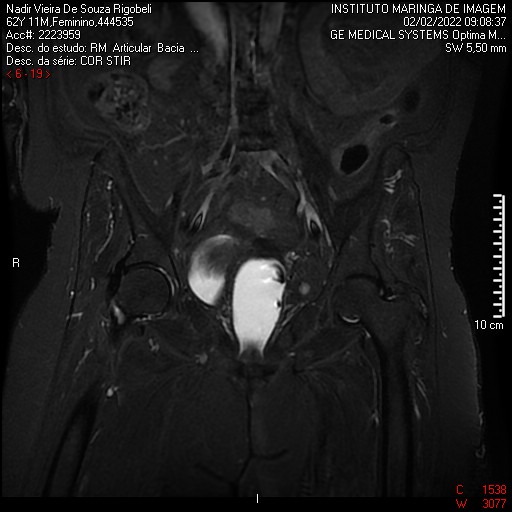 Nadir Vieira De Souza Rigobeli
62Y 11M,Feminino,444535
Acc#: 2223959
Desc. do estudo: RM Articular Bacia ...
Desc. da série: COR STIR
< 6 - 19 >
INSTITUTO MARINGA DE IMAGEM
02/02/2022 09:08:37
GE MEDICAL SYSTEMS Optima M...
SW 5,50 mm
R
10 cm
C 1538
W 3077